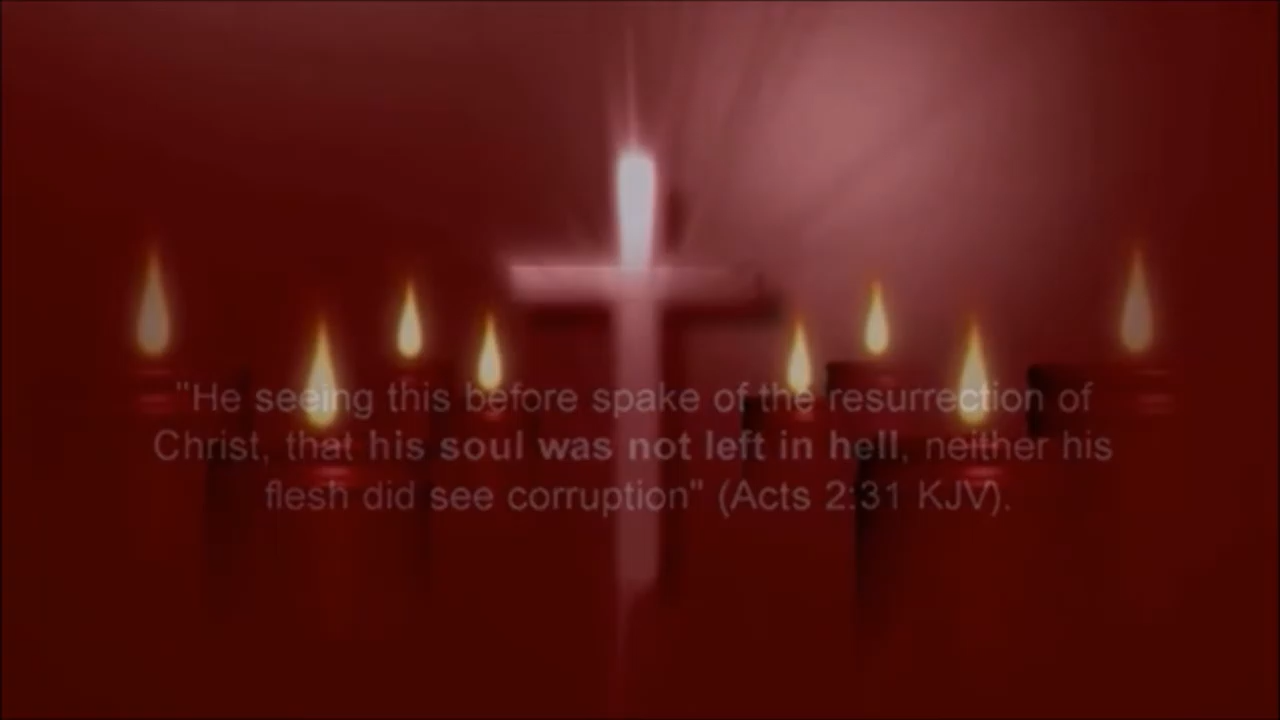 "He seeing this before spake of the resurrection of
Christ, that his soul was not left in hell, neither his
flesh did see corruption" (Acts 2:31 KJV).